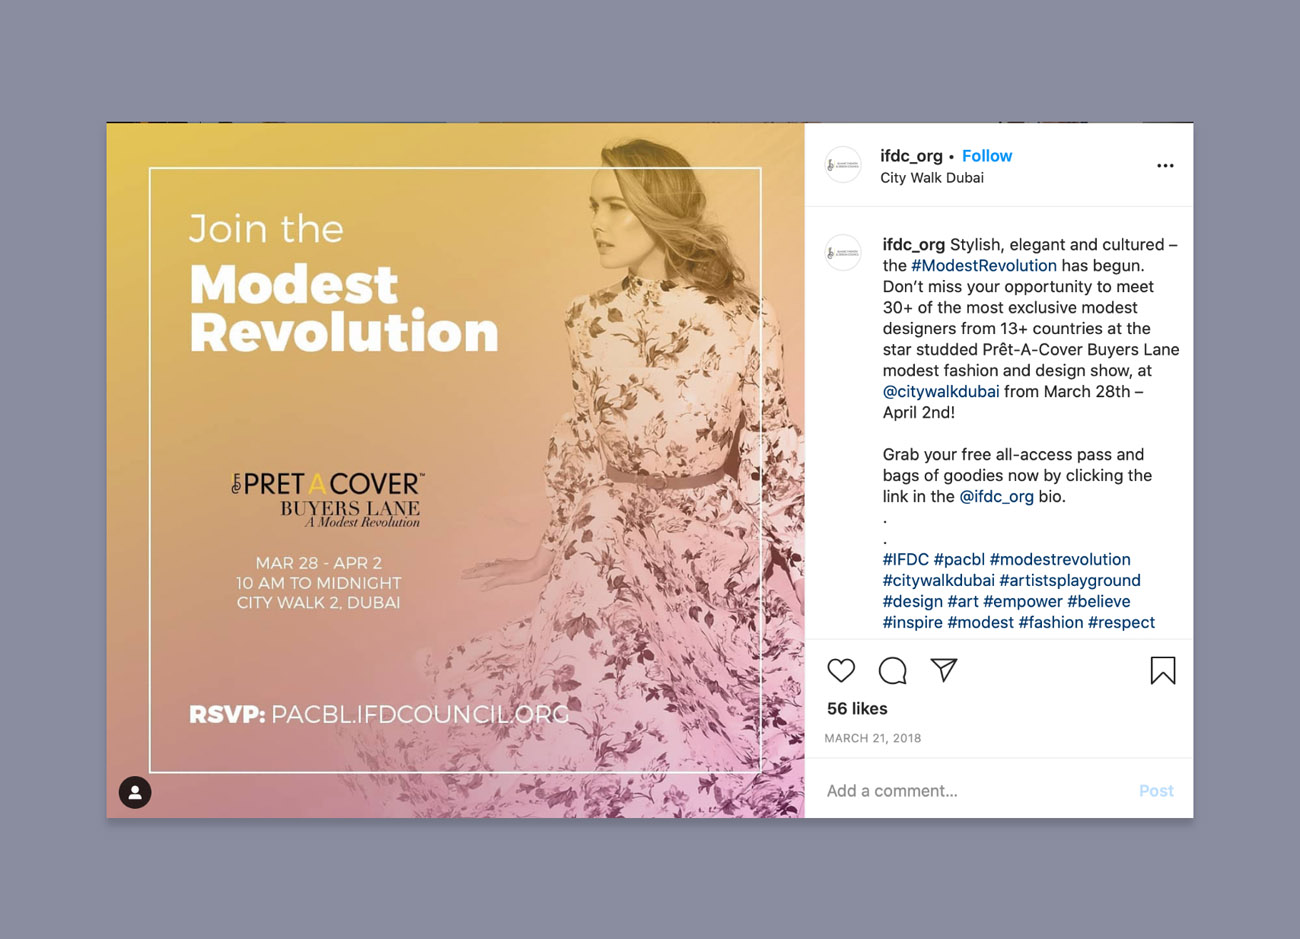 Join the
Modest
Revolution
PRET A COVER™
BUYERS LANE
A Modest Revolution
MAR 28 - APR 2
10 AM TO MIDNIGHT
CITY WALK 2, DUBAI
RSVP: PACBL.IFDCOUNCIL.ORG
ifdc_org • Follow
City Walk Dubai
ifdc_org Stylish, elegant and cultured –
the #ModestRevolution has begun.
Don’t miss your opportunity to meet
30+ of the most exclusive modest
designers from 13+ countries at the
star studded Prêt-A-Cover Buyers Lane
modest fashion and design show, at
@citywalkdubai from March 28th –
April 2nd!
Grab your free all-access pass and
bags of goodies now by clicking the
link in the @ifdc_org bio.
.
.
#IFDC #pacbl #modestrevolution
#citywalkdubai #artistsplayground
#design #art #empower #believe
#inspire #modest #fashion #respect
56 likes
MARCH 21, 2018
Add a comment... Post